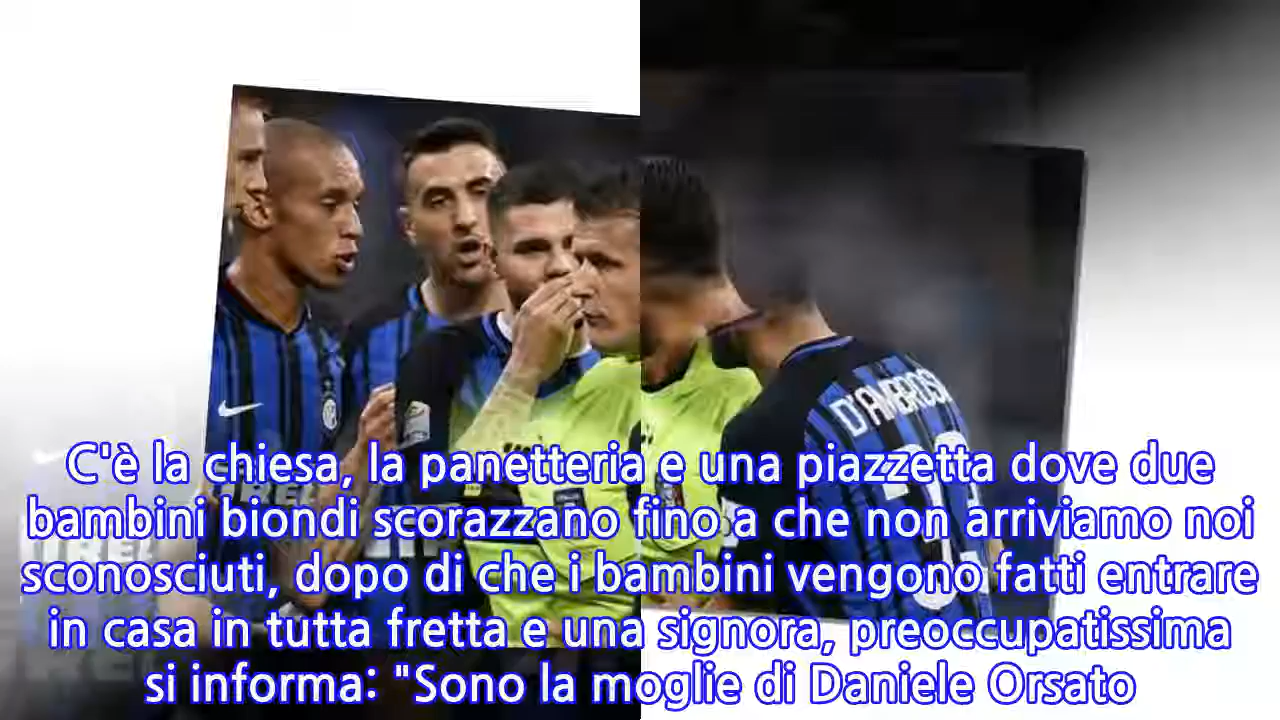 D'AMBROSI
C'è la chiesa, la panetteria e una piazzetta dove due
bambini biondi scorazzano fino a che non arriviamo noi
sconosciuti, dopo di che i bambini vengono fatti entrare
in casa in tutta fretta e una signora, preoccupatissima
si informa: "Sono la moglie di Daniele Orsato